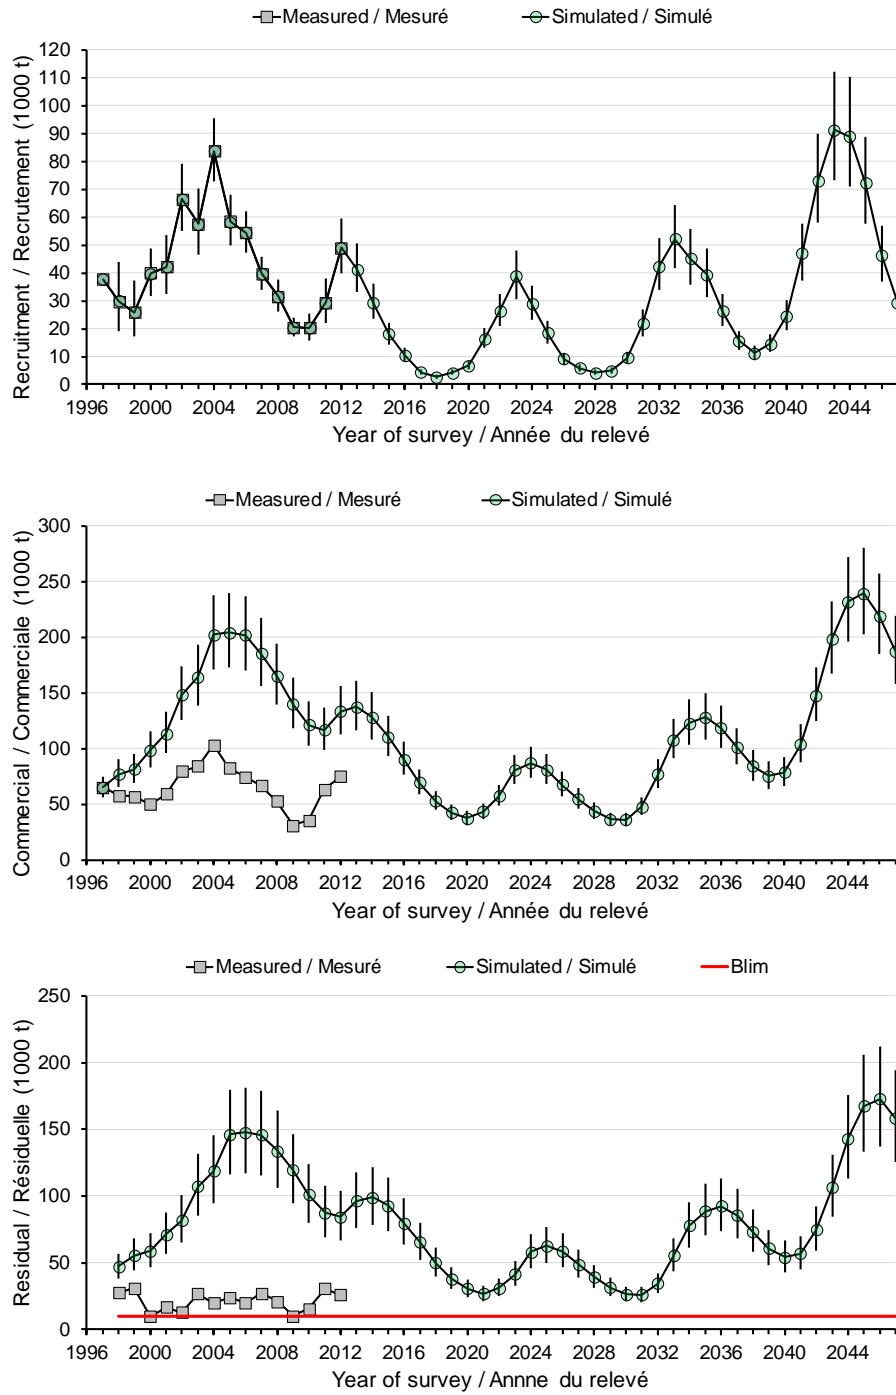 Measured / Mesuré Simulated / Simulé
Recruitment / Recrutement (1000 t)
120
110
100
90
80
70
60
50
40
30
20
10
0
1996 2000 2004 2008 2012 2016 2020 2024 2028 2032 2036 2040 2044
Year of survey / Année du relevé
Measured / Mesuré Simulated / Simulé
Commercial / Commerciale (1000 t)
300
250
200
150
100
50
0
1996 2000 2004 2008 2012 2016 2020 2024 2028 2032 2036 2040 2044
Year of survey / Année du relevé
Measured / Mesuré Simulated / Simulé Blim
Residual / Résiduelle (1000 t)
250
200
150
100
50
0
1996 2000 2004 2008 2012 2016 2020 2024 2028 2032 2036 2040 2044
Year of survey / Annne du relevé